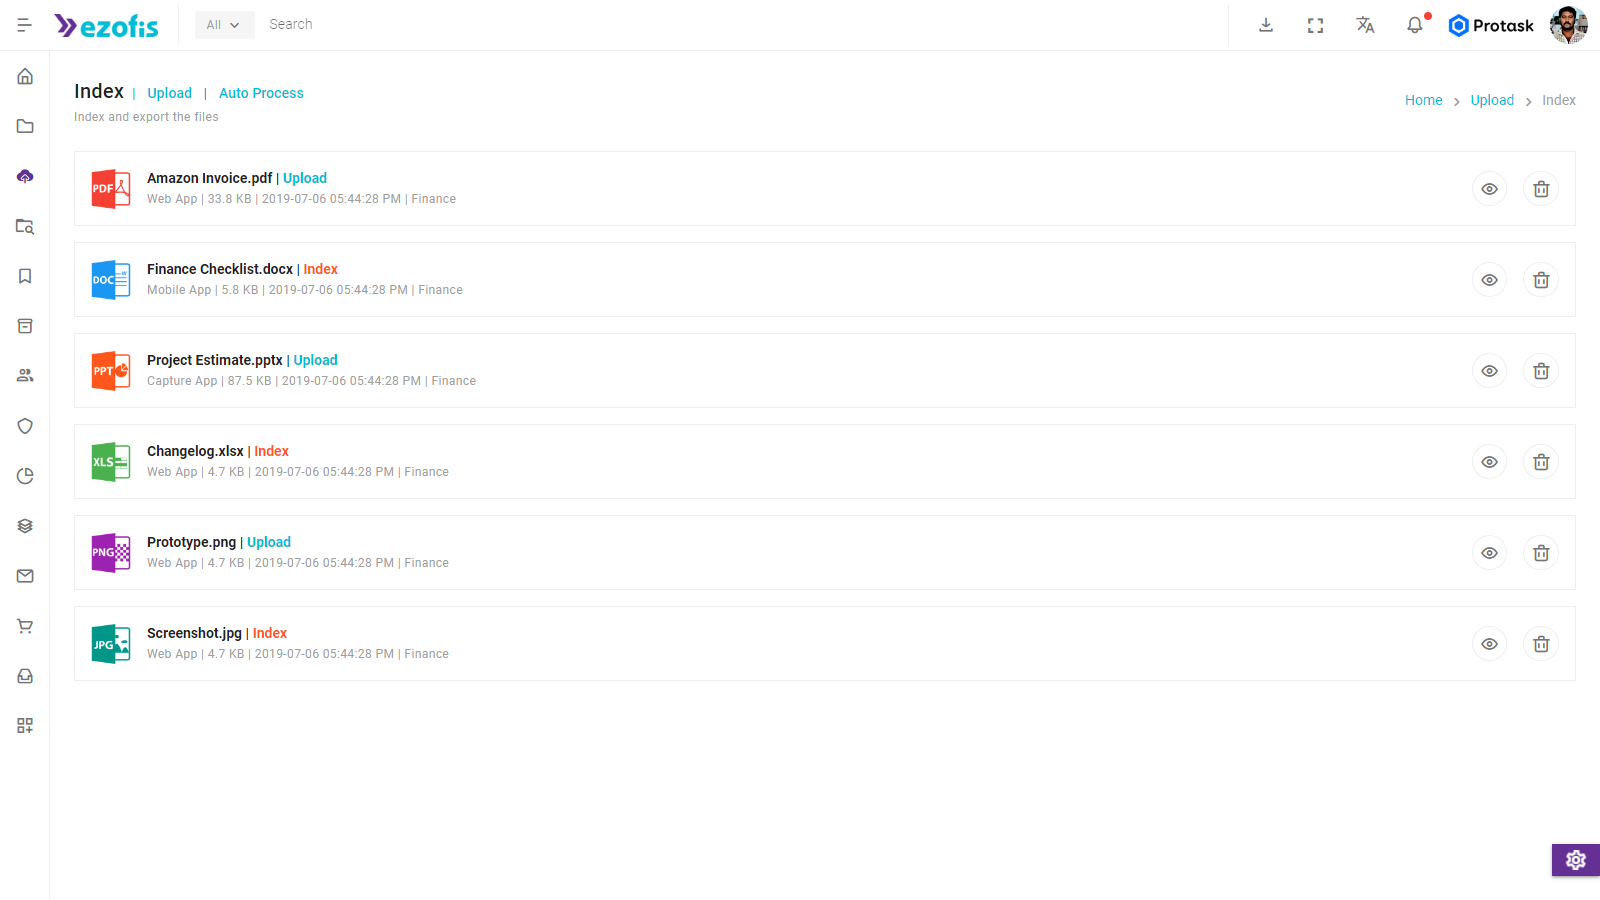 ezofis
All
Search
Protask
Index | Upload | Auto Process
Index and export the files
Home > Upload > Index
PDF
Amazon Invoice.pdf | Upload
Web App | 33.8 KB | 2019-07-06 05:44:28 PM | Finance
DOC
Finance Checklist.docx | Index
Mobile App | 5.8 KB | 2019-07-06 05:44:28 PM | Finance
PPT
Project Estimate.pptx | Upload
Capture App | 87.5 KB | 2019-07-06 05:44:28 PM | Finance
XLS
Changelog.xlsx | Index
Web App | 4.7 KB | 2019-07-06 05:44:28 PM | Finance
PNG
Prototype.png | Upload
Web App | 4.7 KB | 2019-07-06 05:44:28 PM | Finance
JPG
Screenshot.jpg | Index
Web App | 4.7 KB | 2019-07-06 05:44:28 PM | Finance